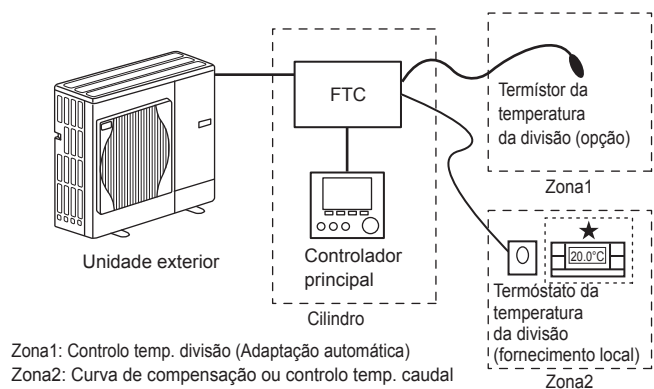 FTC
Termístor da
temperatura
da divisão (opção)
Zona1
Unidade exterior
Controlador
principal
Cilindro
20.0°C
Termóstato da
temperatura
da divisão
(fornecimento local)
Zona2
Zona1: Controlo temp. divisão (Adaptação automática)
Zona2: Curva de compensação ou controlo temp. caudal